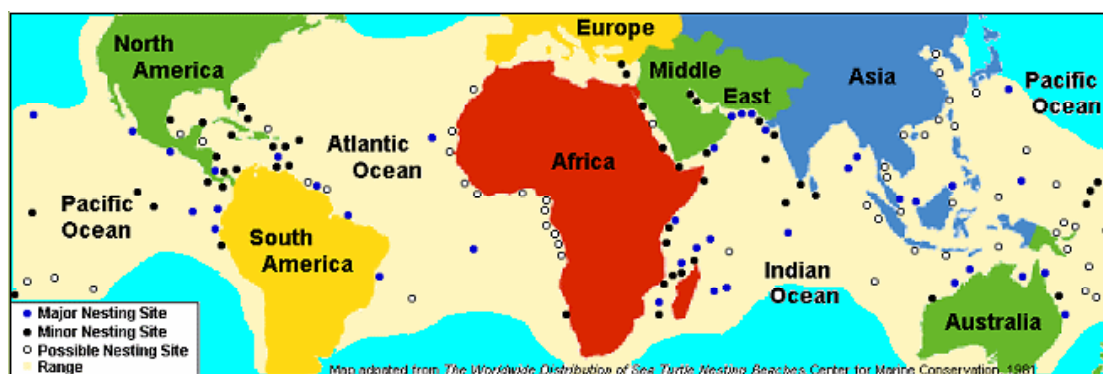 Europe
North
America
Middle
East
Asia
Pacific
Ocean
Atlantic
Ocean
Africa
Pacific
Ocean
South
America
Indian
Ocean
Australia
Major Nesting Site
Minor Nesting Site
Possible Nesting Site
Range
Map adopted from The Worldwide Distribution of Sea Turtle Nesting Beaches Center for Marine Conservation 1981